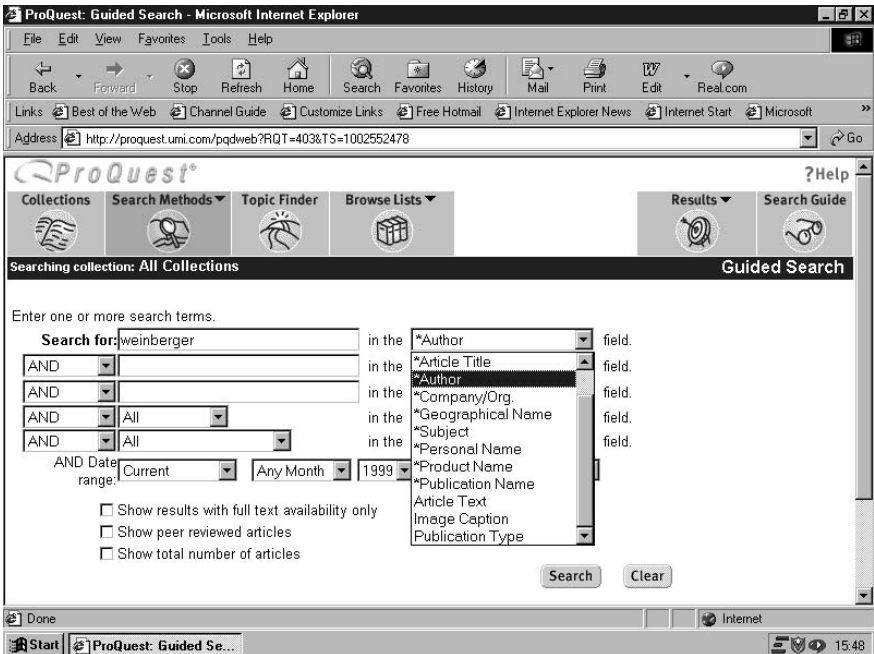 ProQuest: Guided Search - Microsoft Internet Explorer
File Edit View Favorites Tools Help
Back Forward Stop Refresh Home Search Favorites History Mail Print Edit Real.com
Links Best of the Web Channel Guide Customize Links Free Hotmail Internet Explorer News Internet Start Microsoft »
Address http://proquest.umi.com/pqdweb?RQT=403&TS=1002552478 Go
ProQuest® ?Help
Collections Search Methods Topic Finder Browse Lists Results Search Guide
Searching collection: All Collections Guided Search
Enter one or more search terms.
Search for: weinberger in the *Author field.
AND in the *Article Title field.
*Author
AND in the *Company/Org. field.
AND All in the *Geographical Name field.
*Subject
AND All in the *Personal Name field.
AND Date range: Current Any Month 1999 *Product Name
*Publication Name
Article Text
Show results with full text availability only
Image Caption
Show peer reviewed articles Publication Type
Show total number of articles
Search Clear
Done Internet
Start ProQuest: Guided Se... 15:48